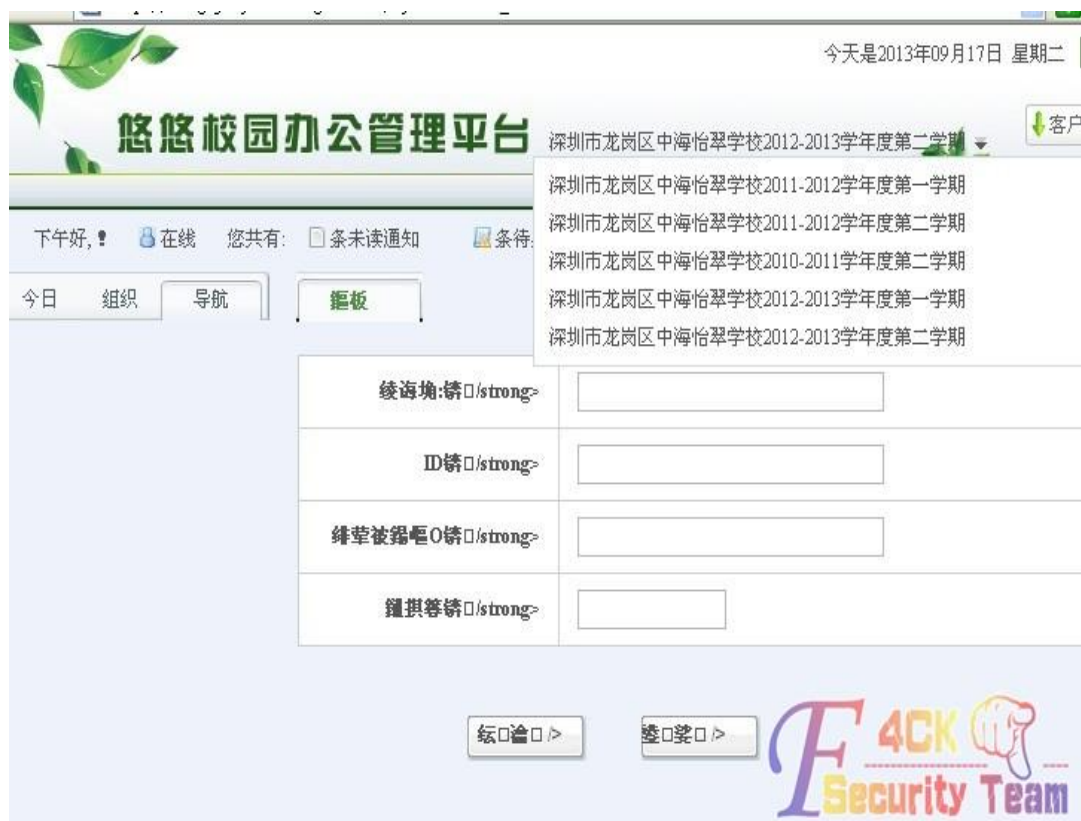 今天是2013年09月17日 星期二
悠悠校园办公管理平台
深圳市龙岗区中海怡翠学校2012-2013学年度第二学期
客户
深圳市龙岗区中海怡翠学校2011-2012学年度第一学期
深圳市龙岗区中海怡翠学校2011-2012学年度第二学期
深圳市龙岗区中海怡翠学校2010-2011学年度第二学期
深圳市龙岗区中海怡翠学校2012-2013学年度第一学期
深圳市龙岗区中海怡翠学校2012-2013学年度第二学期
下午好,! 在线 您共有: 条未读通知 条待
今日 组织 导航
/strong>
ID锛□/strong>
/strong>
/strong>
F4CK
Security Team